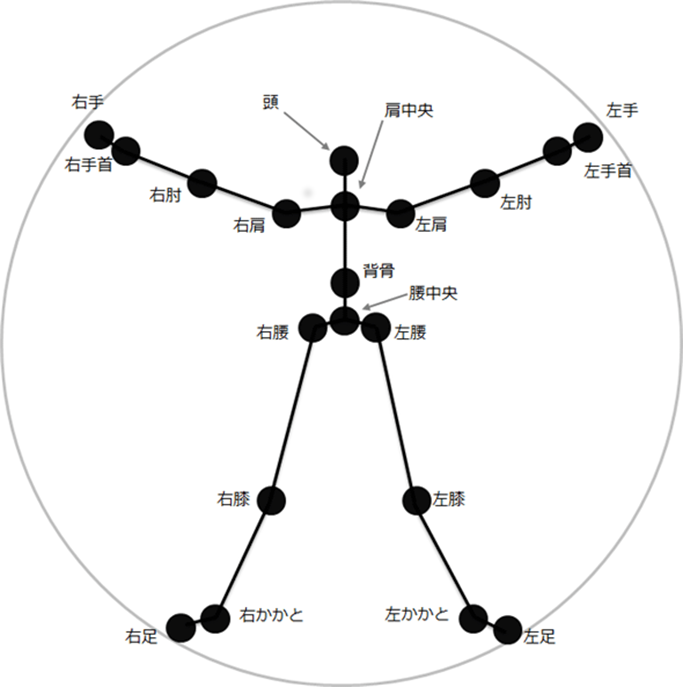 右手
頭
肩中央
左手
右手首
左手首
右肘
左肘
右肩
左肩
背骨
腰中央
右腰
左腰
右膝
左膝
右かかと
左かかと
右足
左足